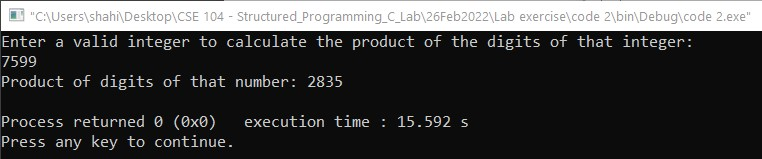 "C:\Users\shahi\Desktop\CSE 104 - Structured_Programming_C_Lab\26Feb2022\Lab exercise\code 2\bin\Debug\code 2.exe"
Enter a valid integer to calculate the product of the digits of that integer:
7599
Product of digits of that number: 2835
Process returned 0 (0x0)   execution time : 15.592 s
Press any key to continue.